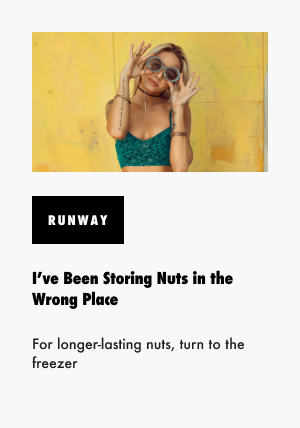 RUNWAY
I’ve Been Storing Nuts in the
Wrong Place
For longer-lasting nuts, turn to the
freezer